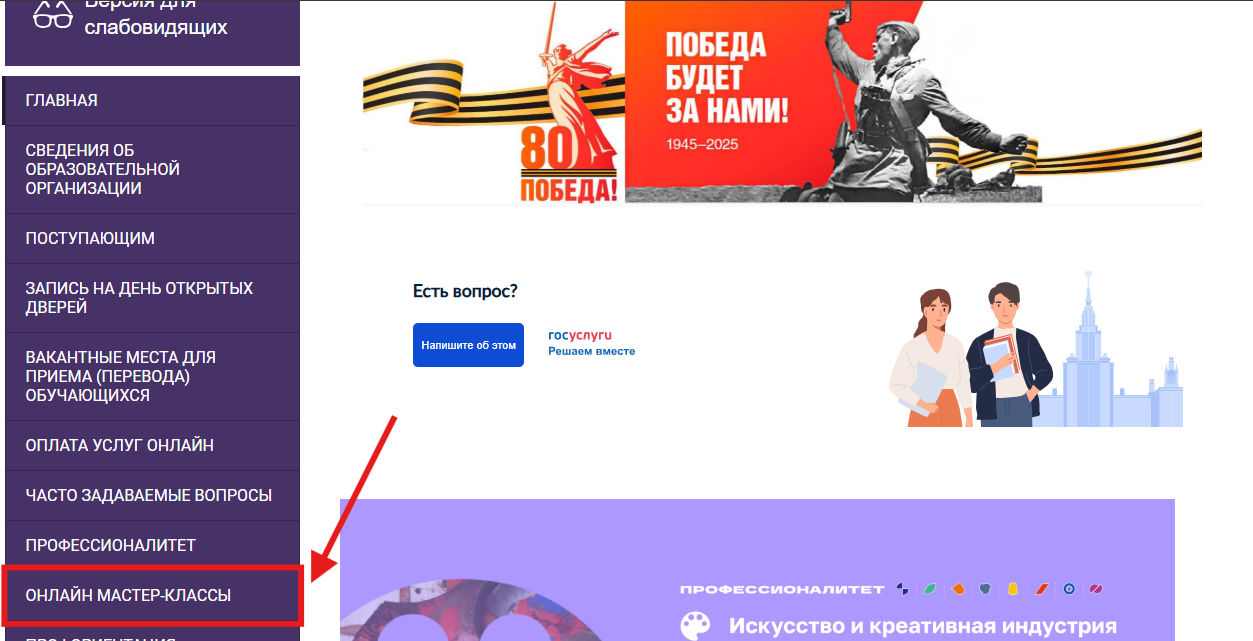 Версия для
слабовидящих
ГЛАВНАЯ
СВЕДЕНИЯ ОБ
ОБРАЗОВАТЕЛЬНОЙ
ОРГАНИЗАЦИИ
ПОСТУПАЮЩИМ
ЗАПИСЬ НА ДЕНЬ ОТКРЫТЫХ
ДВЕРЕЙ
ВАКАНТНЫЕ МЕСТА ДЛЯ
ПРИЕМА (ПЕРЕВОДА)
ОБУЧАЮЩИХСЯ
ОПЛАТА УСЛУГ ОНЛАЙН
ЧАСТО ЗАДАВАЕМЫЕ ВОПРОСЫ
ПРОФЕССИОНАЛИТЕТ
ОНЛАЙН МАСТЕР-КЛАССЫ
ПРОФОРИЕНТАЦИЯ
80
ПОБЕДА!
ПОБЕДА
БУДЕТ
ЗА НАМИ!
1945–2025
Есть вопрос?
Напишите об этом
госуслуги
Решаем вместе
ПРОФЕССИОНАЛИТЕТ
Искусство и креативная индустрия